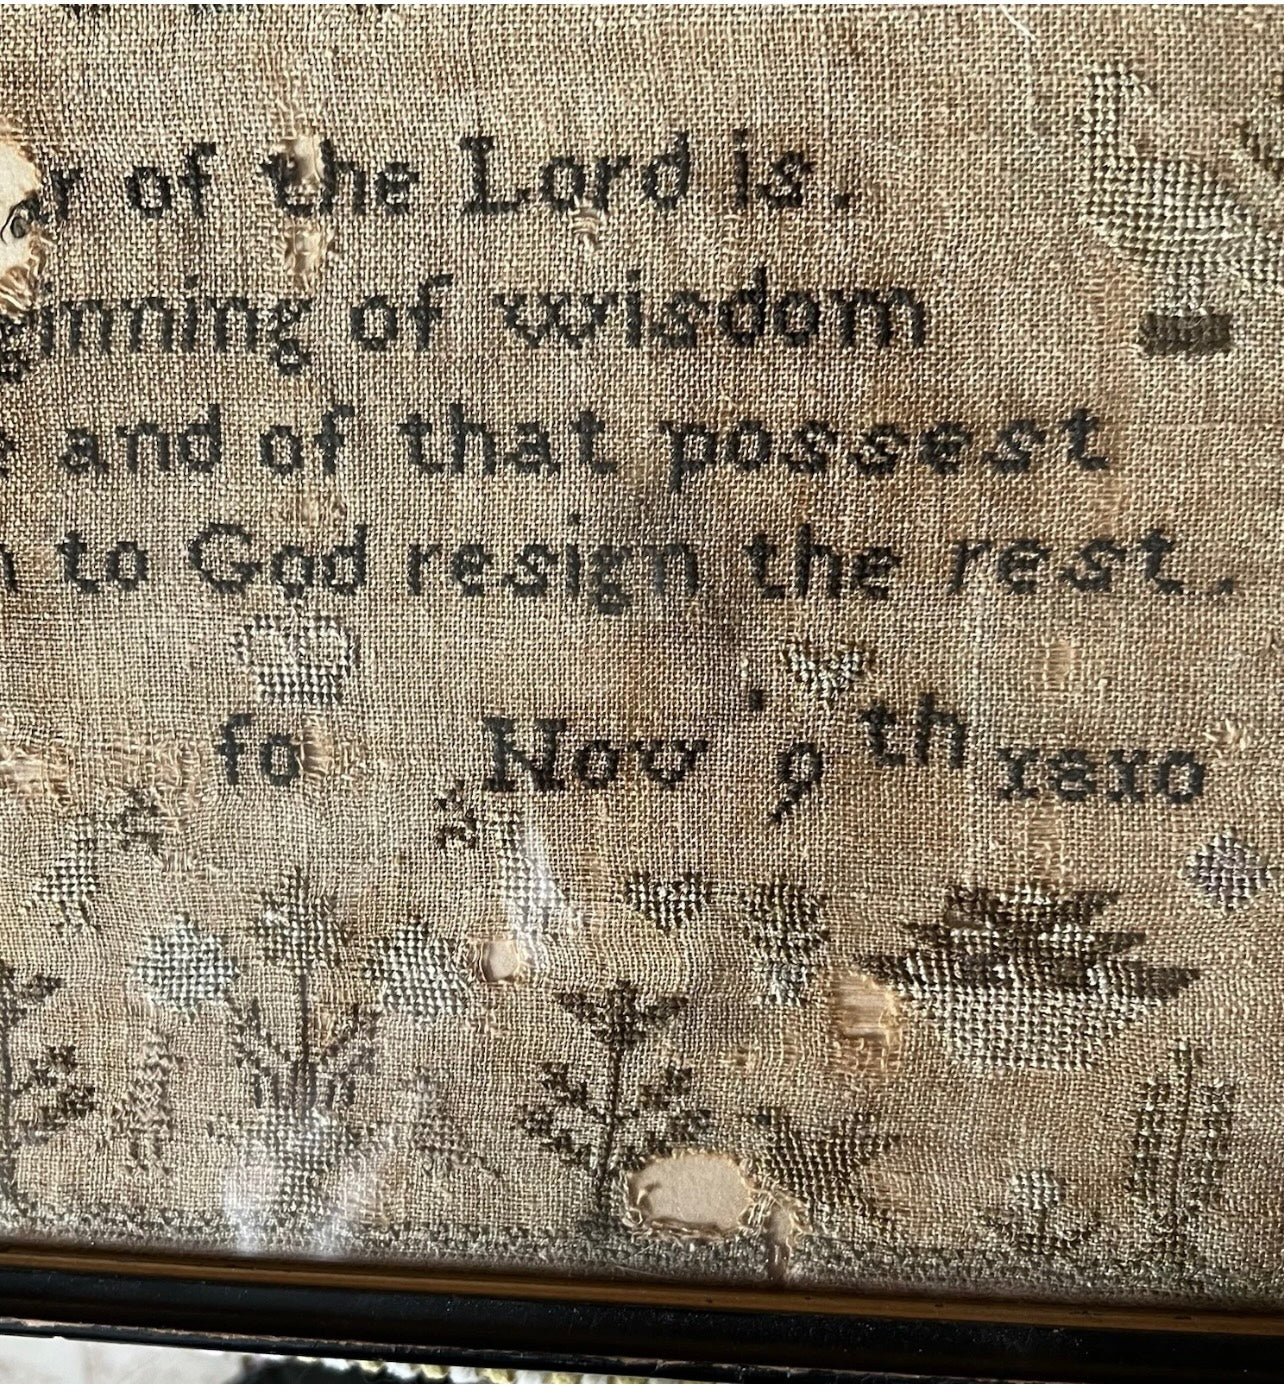 of the Lord is.
of wisdom
and of that possest
to God resign the rest.
fo Nov 9th 1810